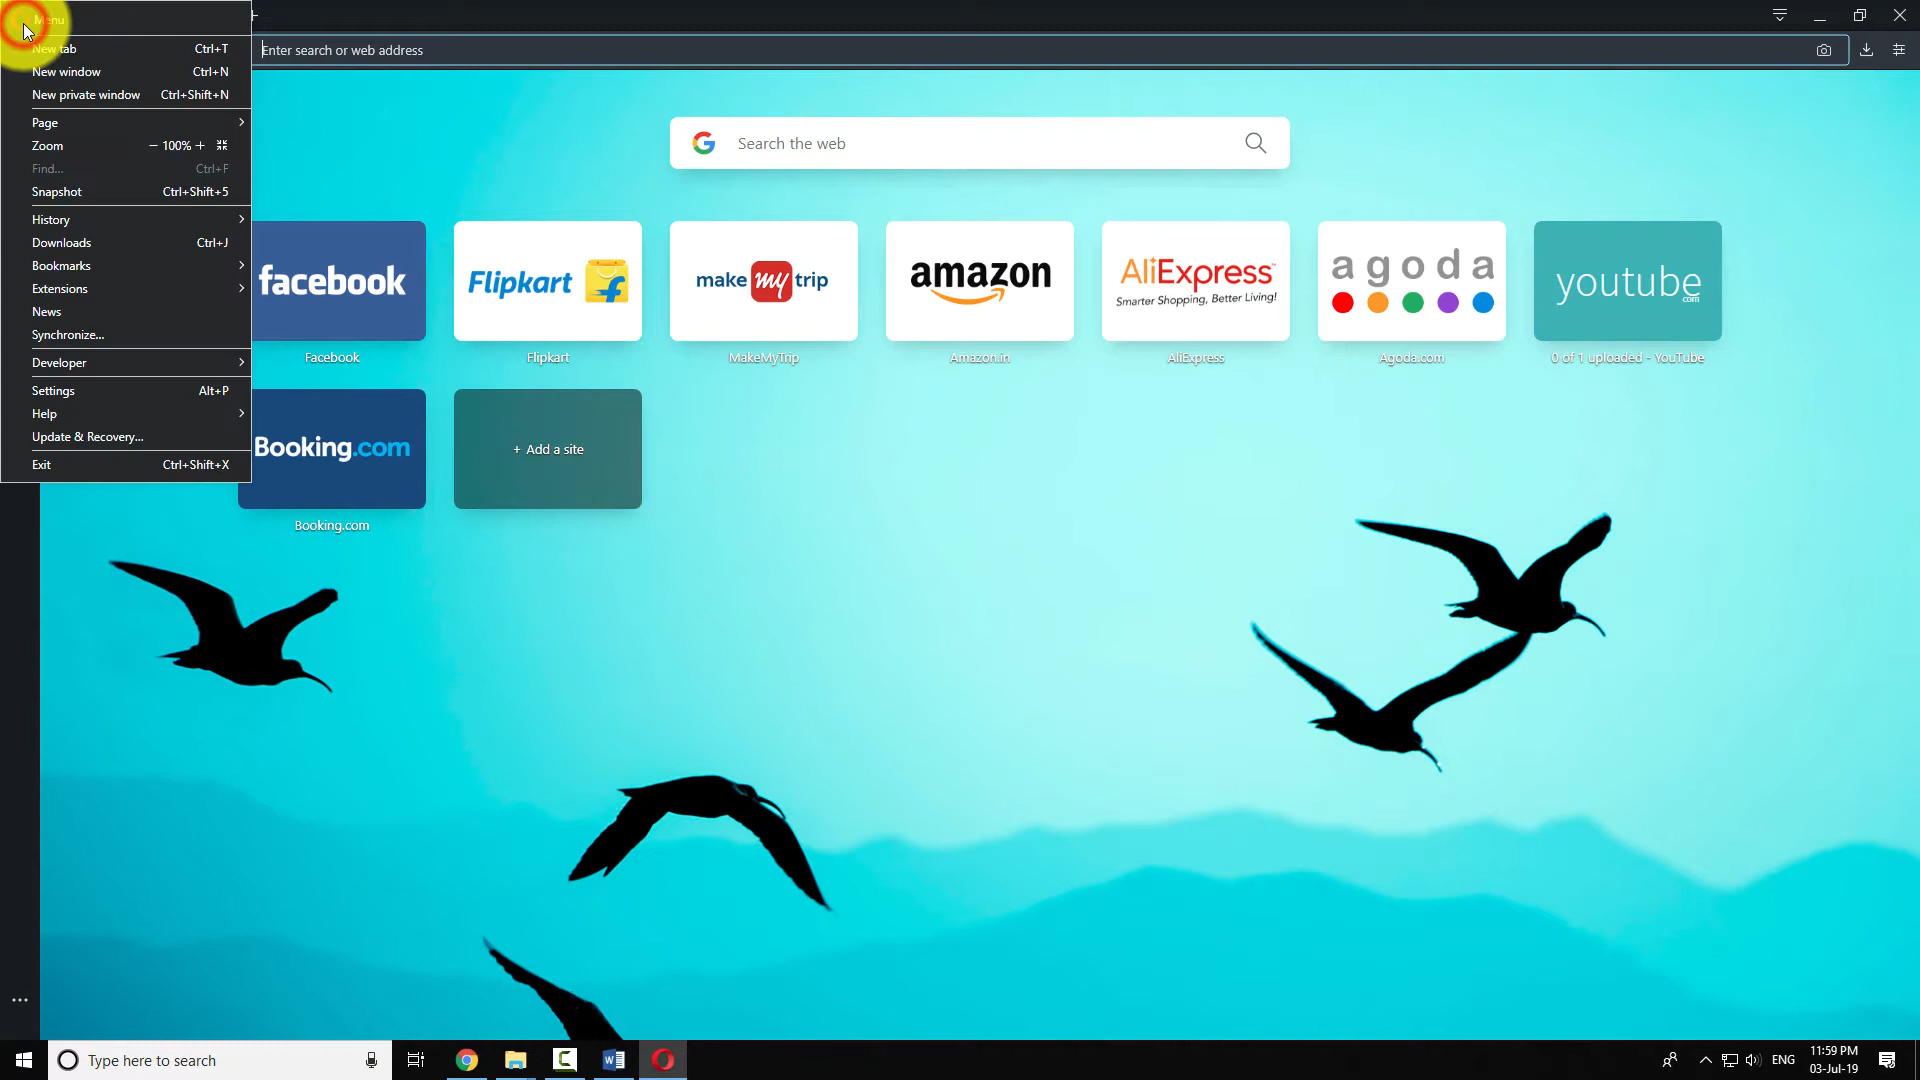 Menu
New tab Ctrl+T
New window Ctrl+N
New private window Ctrl+Shift+N
Page
Zoom − 100% +
Find... Ctrl+F
Snapshot Ctrl+Shift+5
History
Downloads Ctrl+J
Bookmarks
Extensions
News
Synchronize...
Developer
Settings Alt+P
Help
Update & Recovery...
Exit Ctrl+Shift+X
Enter search or web address
Search the web
facebook
Flipkart
make my trip
amazon
AliExpress™
Smarter Shopping, Better Living!
agoda
youtube
.com
Facebook
Flipkart
MakeMyTrip
Amazon.in
AliExpress
Agoda.com
0 of 1 uploaded - YouTube
Booking.com
+ Add a site
Booking.com
Type here to search
ENG
11:59 PM
03-Jul-19